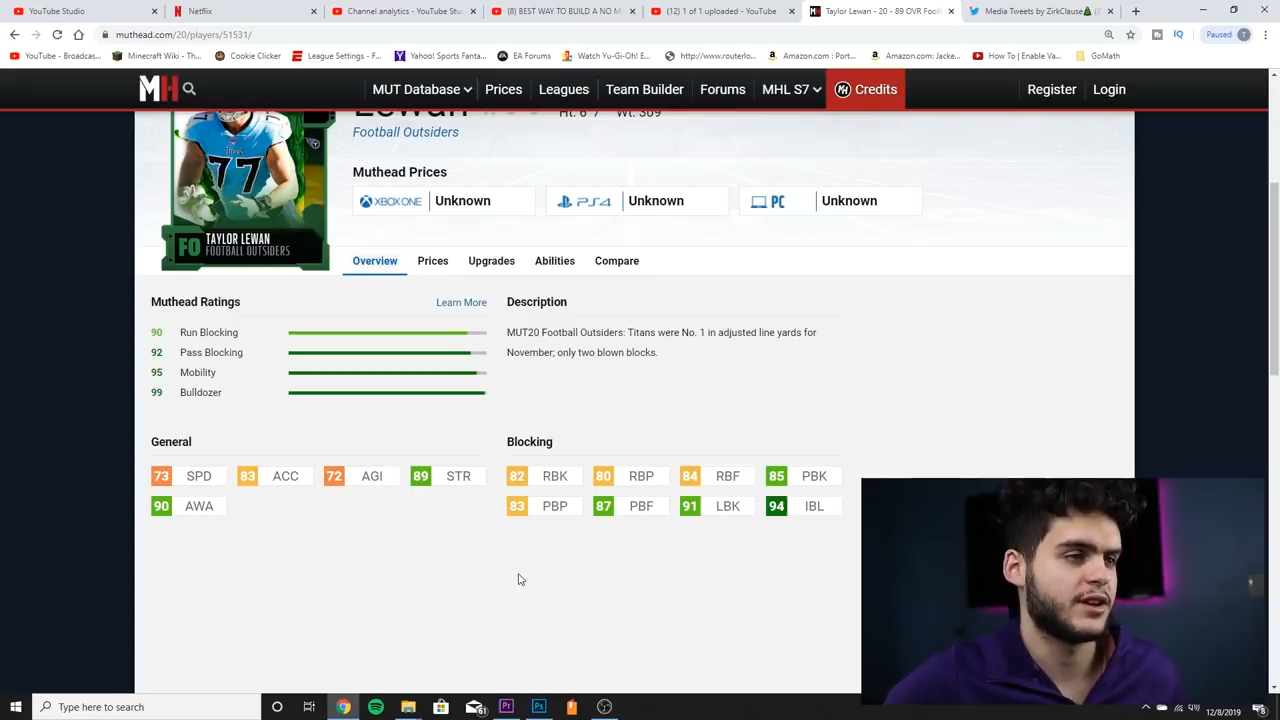 YouTube Studio
Netflix
Channel analytics - YouTube Stu
(8) BEST WAY TO BUILD A NO M
(12) 1 of 1 uploaded - YouTube
Taylor Lewan - 20 - 89 OVR Foot
Media Tweets by ZirkClause
muthead.com/20/players/51531/
Paused
T
YouTube - Broadcas...
Minecraft Wiki - Th...
Cookie Clicker
League Settings - F...
Yahoo! Sports Fanta...
EA Forums
Watch Yu-Gi-Oh! E...
http://www.routerlo...
Amazon.com : Port...
Amazon.com: Jacke...
How To | Enable Va...
GoMath
MH
MUT Database
Prices
Leagues
Team Builder
Forums
MHL S7
Credits
Register
Login
Lewan
Ht: 6' 7" Wt: 309
Football Outsiders
Muthead Prices
XBOX ONE Unknown
PS4 Unknown
PC Unknown
77
FO TAYLOR LEWAN
FOOTBALL OUTSIDERS
Overview
Prices
Upgrades
Abilities
Compare
Muthead Ratings
Learn More
90 Run Blocking
92 Pass Blocking
95 Mobility
99 Bulldozer
Description
MUT20 Football Outsiders: Titans were No. 1 in adjusted line yards for
November; only two blown blocks.
General
73 SPD 83 ACC 72 AGI 89 STR
90 AWA
Blocking
82 RBK 80 RBP 84 RBF 85 PBK
83 PBP 87 PBF 91 LBK 94 IBL
Type here to search
61
12/8/2019